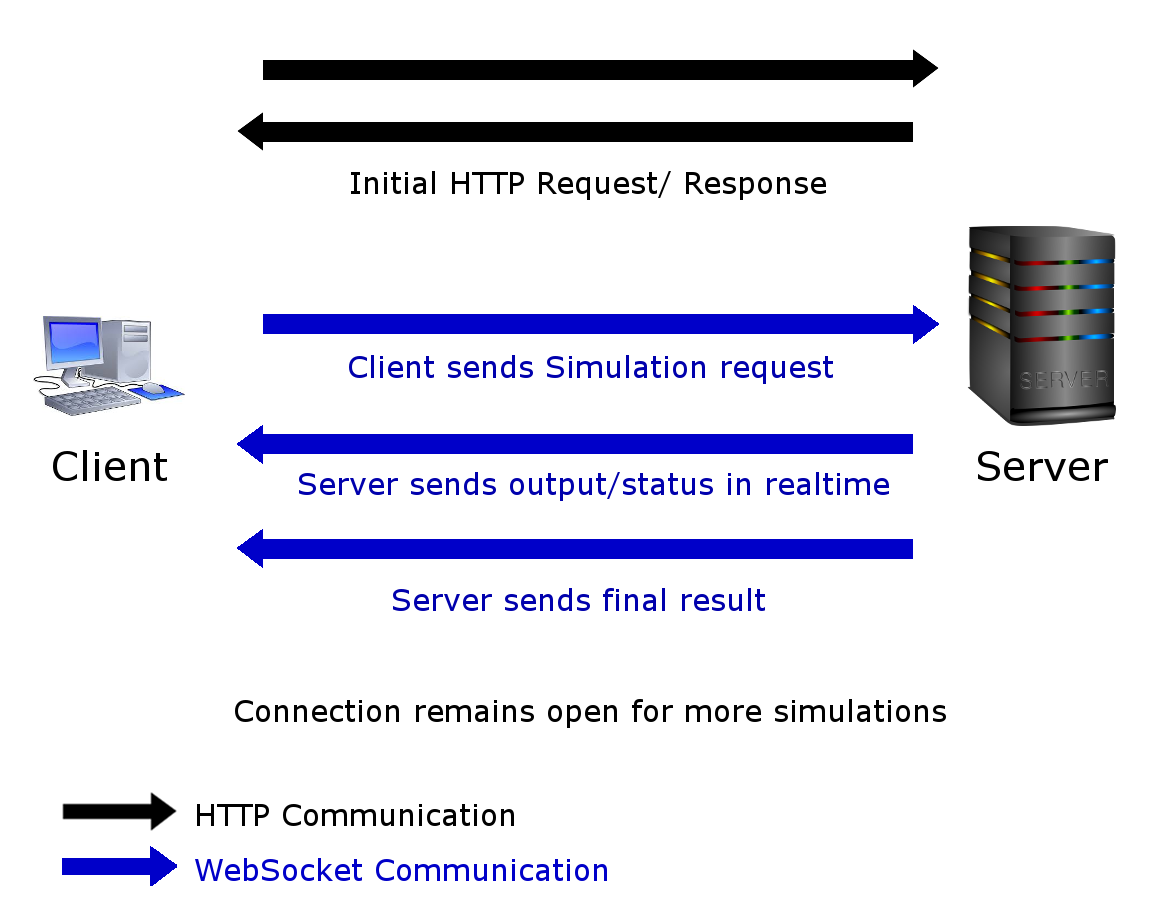 Initial HTTP Request/ Response
Client sends Simulation request
SERVER
Client
Server sends output/status in realtime
Server
Server sends final result
Connection remains open for more simulations
HTTP Communication
WebSocket Communication